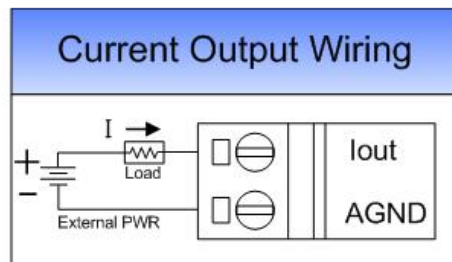 Current Output Wiring
I
+
Load
Iout
-
External PWR
AGND